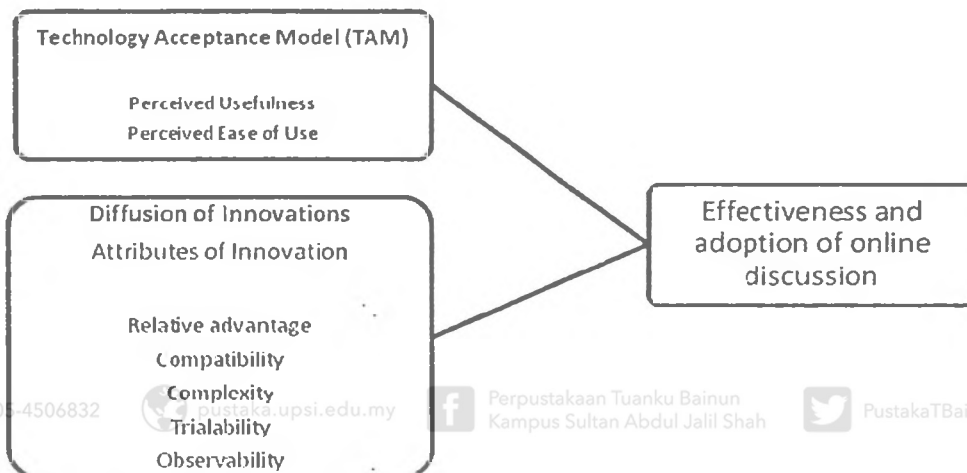 Technology Acceptance Model (TAM)
Perceived Usefulness
Perceived Ease of Use
Diffusion of Innovations
Attributes of Innovation
Relative advantage
Compatibility
Complexity
Trialability
Observability
Effectiveness and
adoption of online
discussion
4506832
pustaka.upsi.edu.my
Perpustakaan Tuanku Bainun
Kampus Sultan Abdul Jalil Shah
PustakaTBai